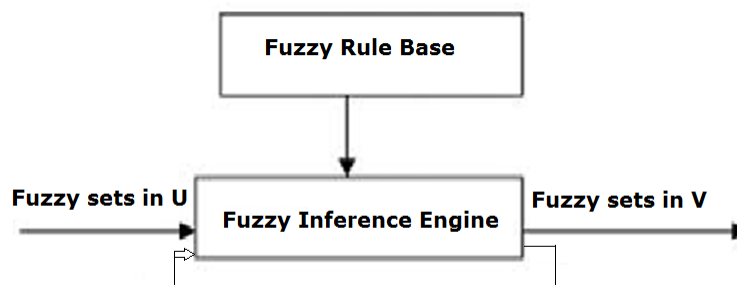 Fuzzy Rule Base
Fuzzy sets in U
Fuzzy Inference Engine
Fuzzy sets in V